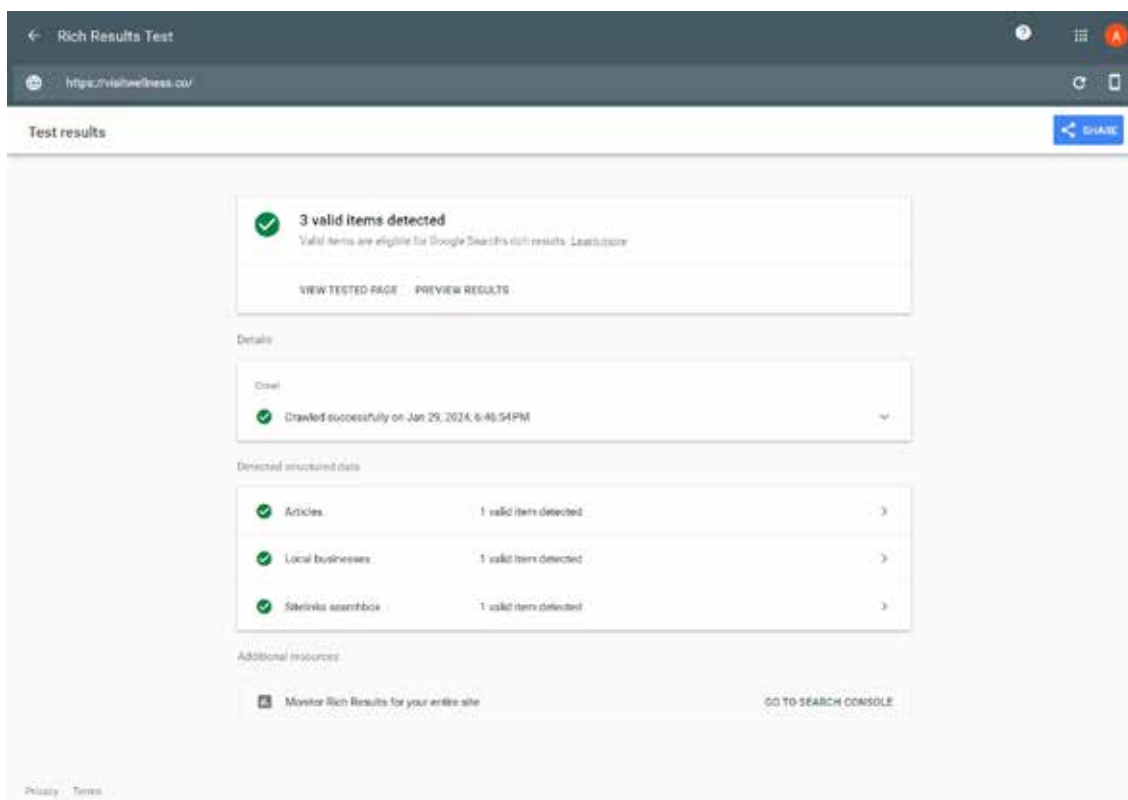 Rich Results Test
https://visitwellness.co/
Test results
SHARE
3 valid items detected
Valid items are eligible for Google Search's rich results. Learn more
VIEW TESTED PAGE PREVIEW RESULTS
Details
Crawl
Crawled successfully on Jan 29, 2024, 6:46:54 PM
Detected structured data
Articles 1 valid item detected
Local businesses 1 valid item detected
Sitelinks searchbox 1 valid item detected
Additional resources
Monitor Rich Results for your entire site GO TO SEARCH CONSOLE
Privacy Terms